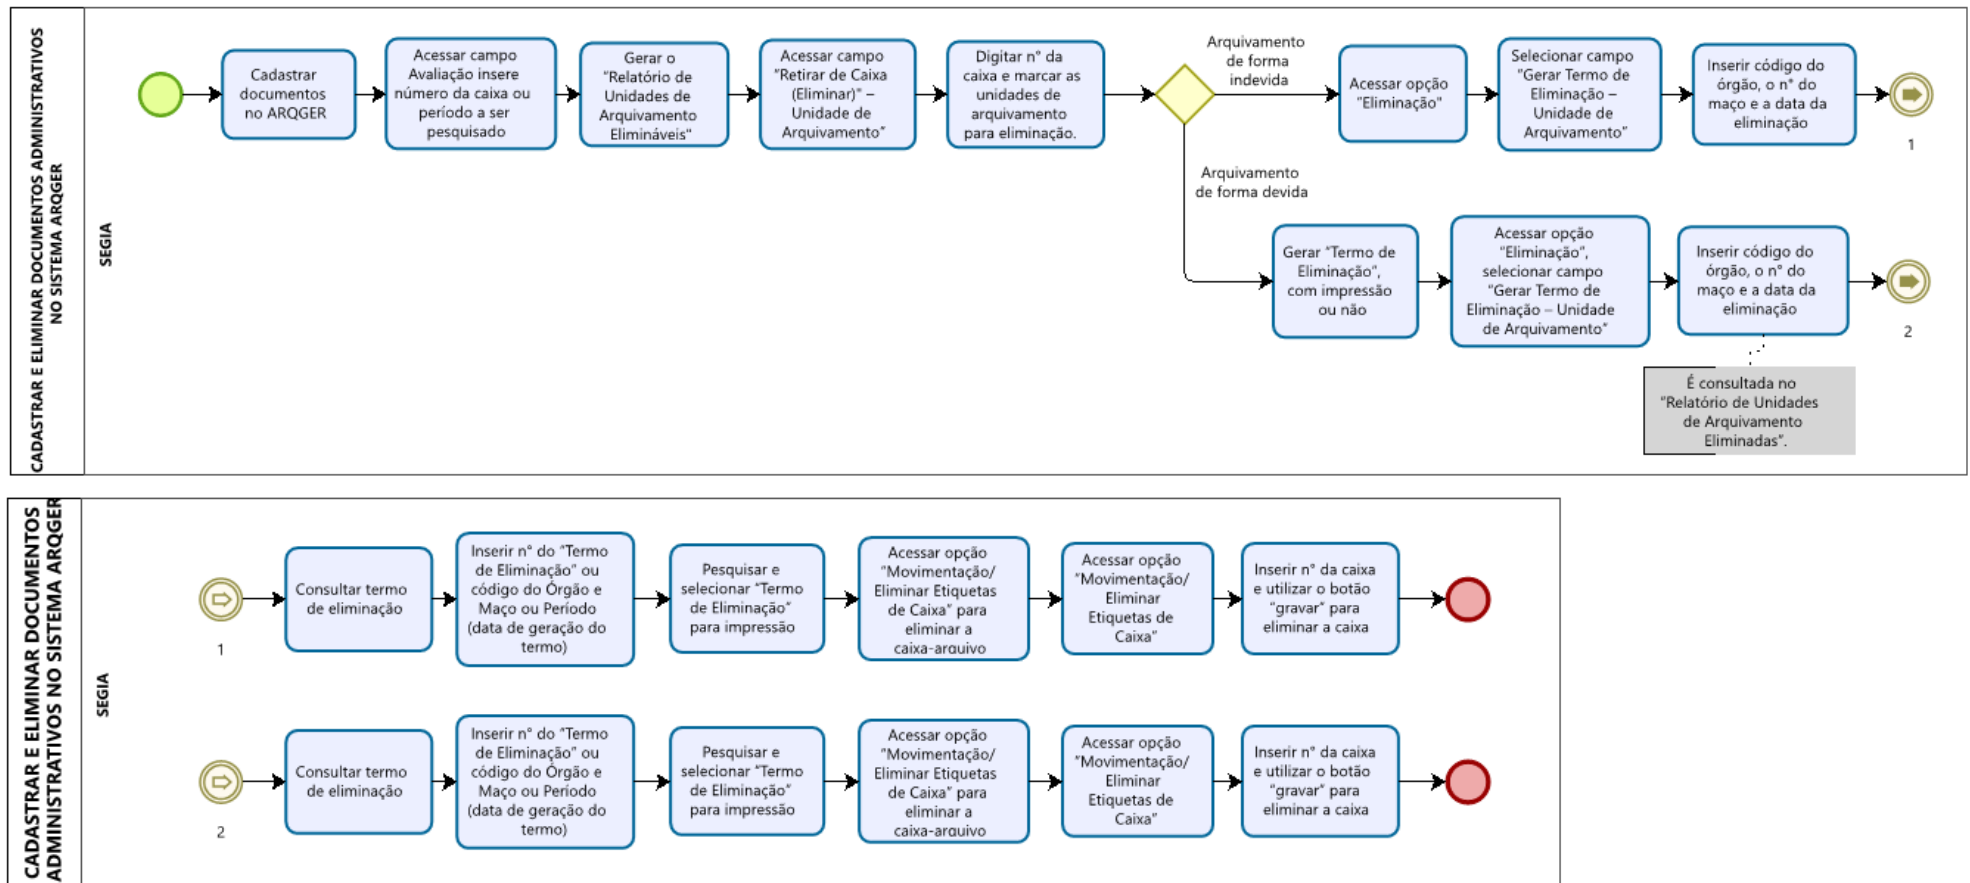 CADASTRAR E ELIMINAR DOCUMENTOS ADMINISTRATIVOS
NO SISTEMA ARQGER
SEGIA
Cadastrar
documentos
no ARQGER
Acessar campo
Avaliação insere
número da caixa ou
período a ser
pesquisado
Gerar o
"Relatório de
Unidades de
Arquivamento
Elimináveis"
Acessar campo
"Retirar de Caixa
(Eliminar)" –
Unidade de
Arquivamento"
Digitar n° da
caixa e marcar as
unidades de
arquivamento
para eliminação.
Arquivamento
de forma
indevida
Acessar opção
"Eliminação"
Selecionar campo
"Gerar Termo de
Eliminação –
Unidade de
Arquivamento"
Inserir código do
órgão, o n° do
maço e a data da
eliminação
1
Arquivamento
de forma devida
Gerar "Termo de
Eliminação",
com impressão
ou não
Acessar opção
"Eliminação",
selecionar campo
"Gerar Termo de
Eliminação – Unidade
de Arquivamento"
Inserir código do
órgão, o n° do
maço e a data da
eliminação
2
É consultada no
"Relatório de Unidades
de Arquivamento
Eliminadas".
CADASTRAR E ELIMINAR DOCUMENTOS
ADMINISTRATIVOS NO SISTEMA ARQGER
SEGIA
1
Consultar termo
de eliminação
Inserir n° do "Termo
de Eliminação" ou
código do Órgão e
Maço ou Período
(data de geração do
termo)
Pesquisar e
selecionar "Termo
de Eliminação"
para impressão
Acessar opção
"Movimentação/
Eliminar Etiquetas
de Caixa" para
eliminar a
caixa-arquivo
Acessar opção
"Movimentação/
Eliminar
Etiquetas de
Caixa"
Inserir n° da caixa
e utilizar o botão
"gravar" para
eliminar a caixa
2
Consultar termo
de eliminação
Inserir n° do "Termo
de Eliminação" ou
código do Órgão e
Maço ou Período
(data de geração do
termo)
Pesquisar e
selecionar "Termo
de Eliminação"
para impressão
Acessar opção
"Movimentação/
Eliminar Etiquetas
de Caixa" para
eliminar a
caixa-arquivo
Acessar opção
"Movimentação/
Eliminar
Etiquetas de
Caixa"
Inserir n° da caixa
e utilizar o botão
"gravar" para
eliminar a caixa